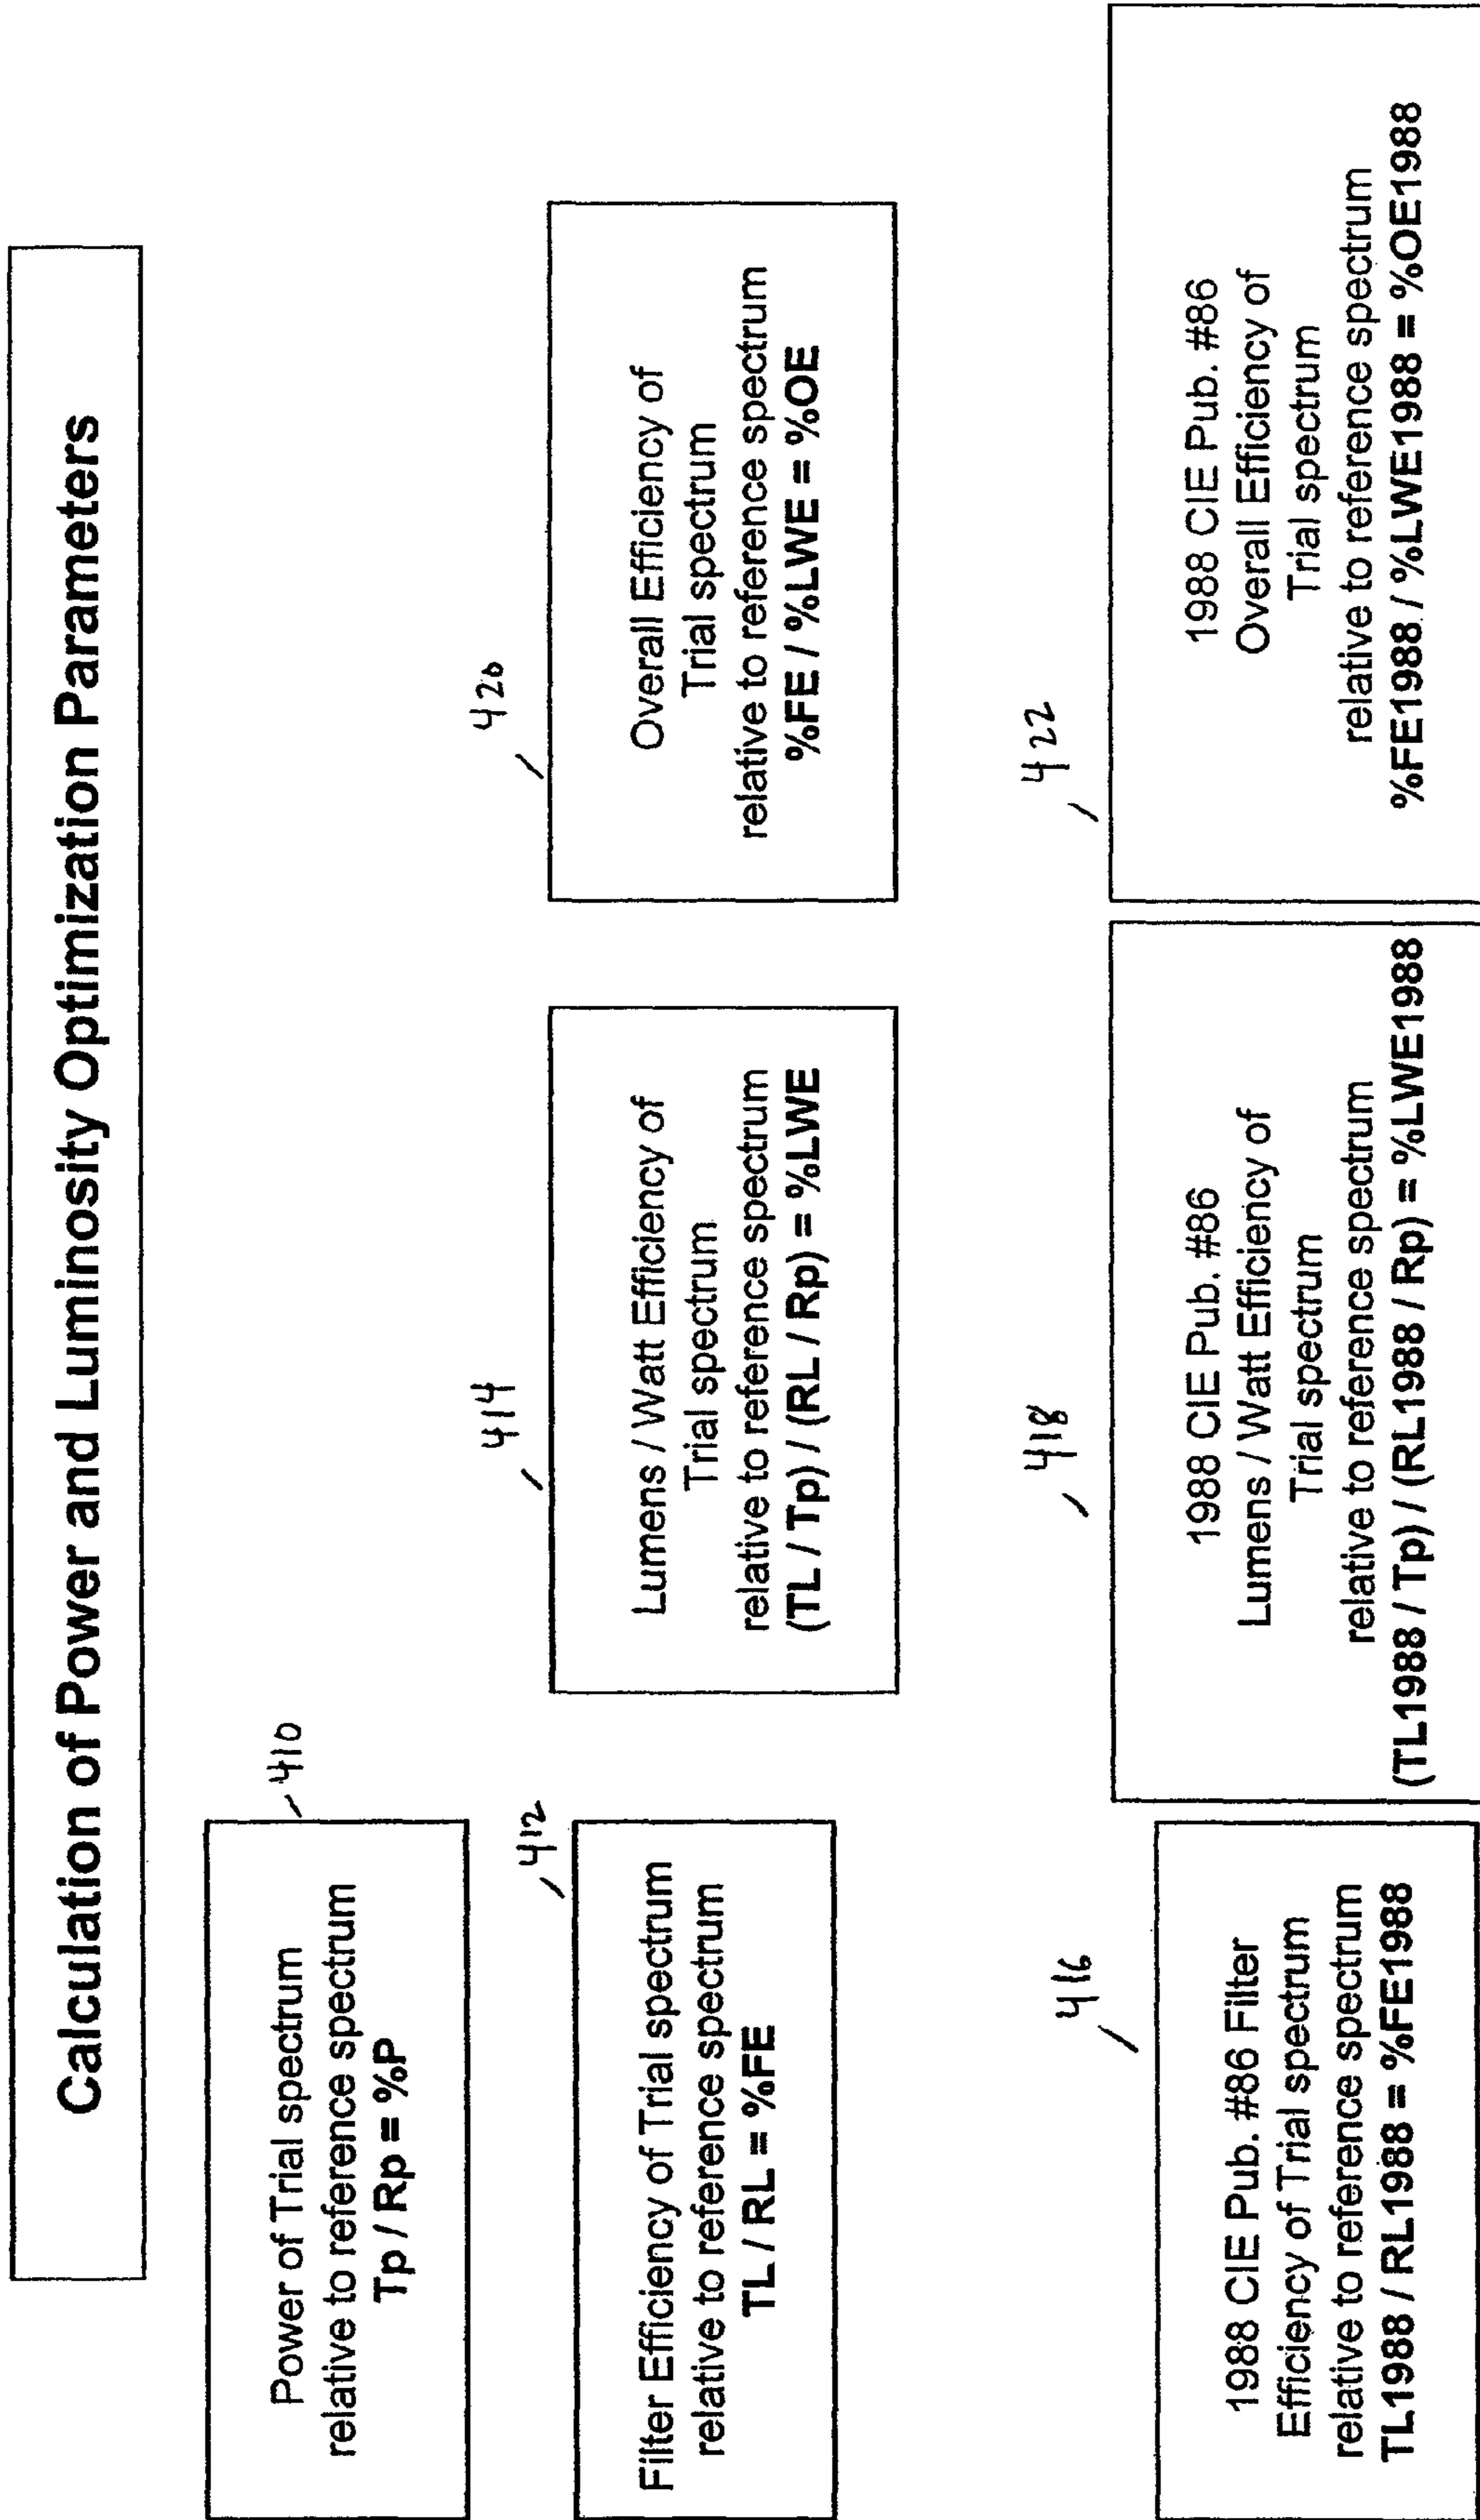 Calculation of Power and Luminosity Optimization Parameters
410
Power of Trial spectrum
relative to reference spectrum
Tp / Rp = %P
412
Filter Efficiency of Trial spectrum
relative to reference spectrum
TL / RL = %FE
414
Lumens / Watt Efficiency of
Trial spectrum
relative to reference spectrum
(TL / Tp) / (RL / Rp) = %LWE
420
Overall Efficiency of
Trial spectrum
relative to reference spectrum
%FE / %LWE = %OE
416
1988 CIE Pub. #86 Filter
Efficiency of Trial spectrum
relative to reference spectrum
TL1988 / RL1988 = %FE1988
418
1988 CIE Pub. #86
Lumens / Watt Efficiency of
Trial spectrum
relative to reference spectrum
(TL1988 / Tp) / (RL1988 / Rp) = %LWE1988
422
1988 CIE Pub. #86
Overall Efficiency of
Trial spectrum
relative to reference spectrum
%FE1988 / %LWE1988 = %OE1988